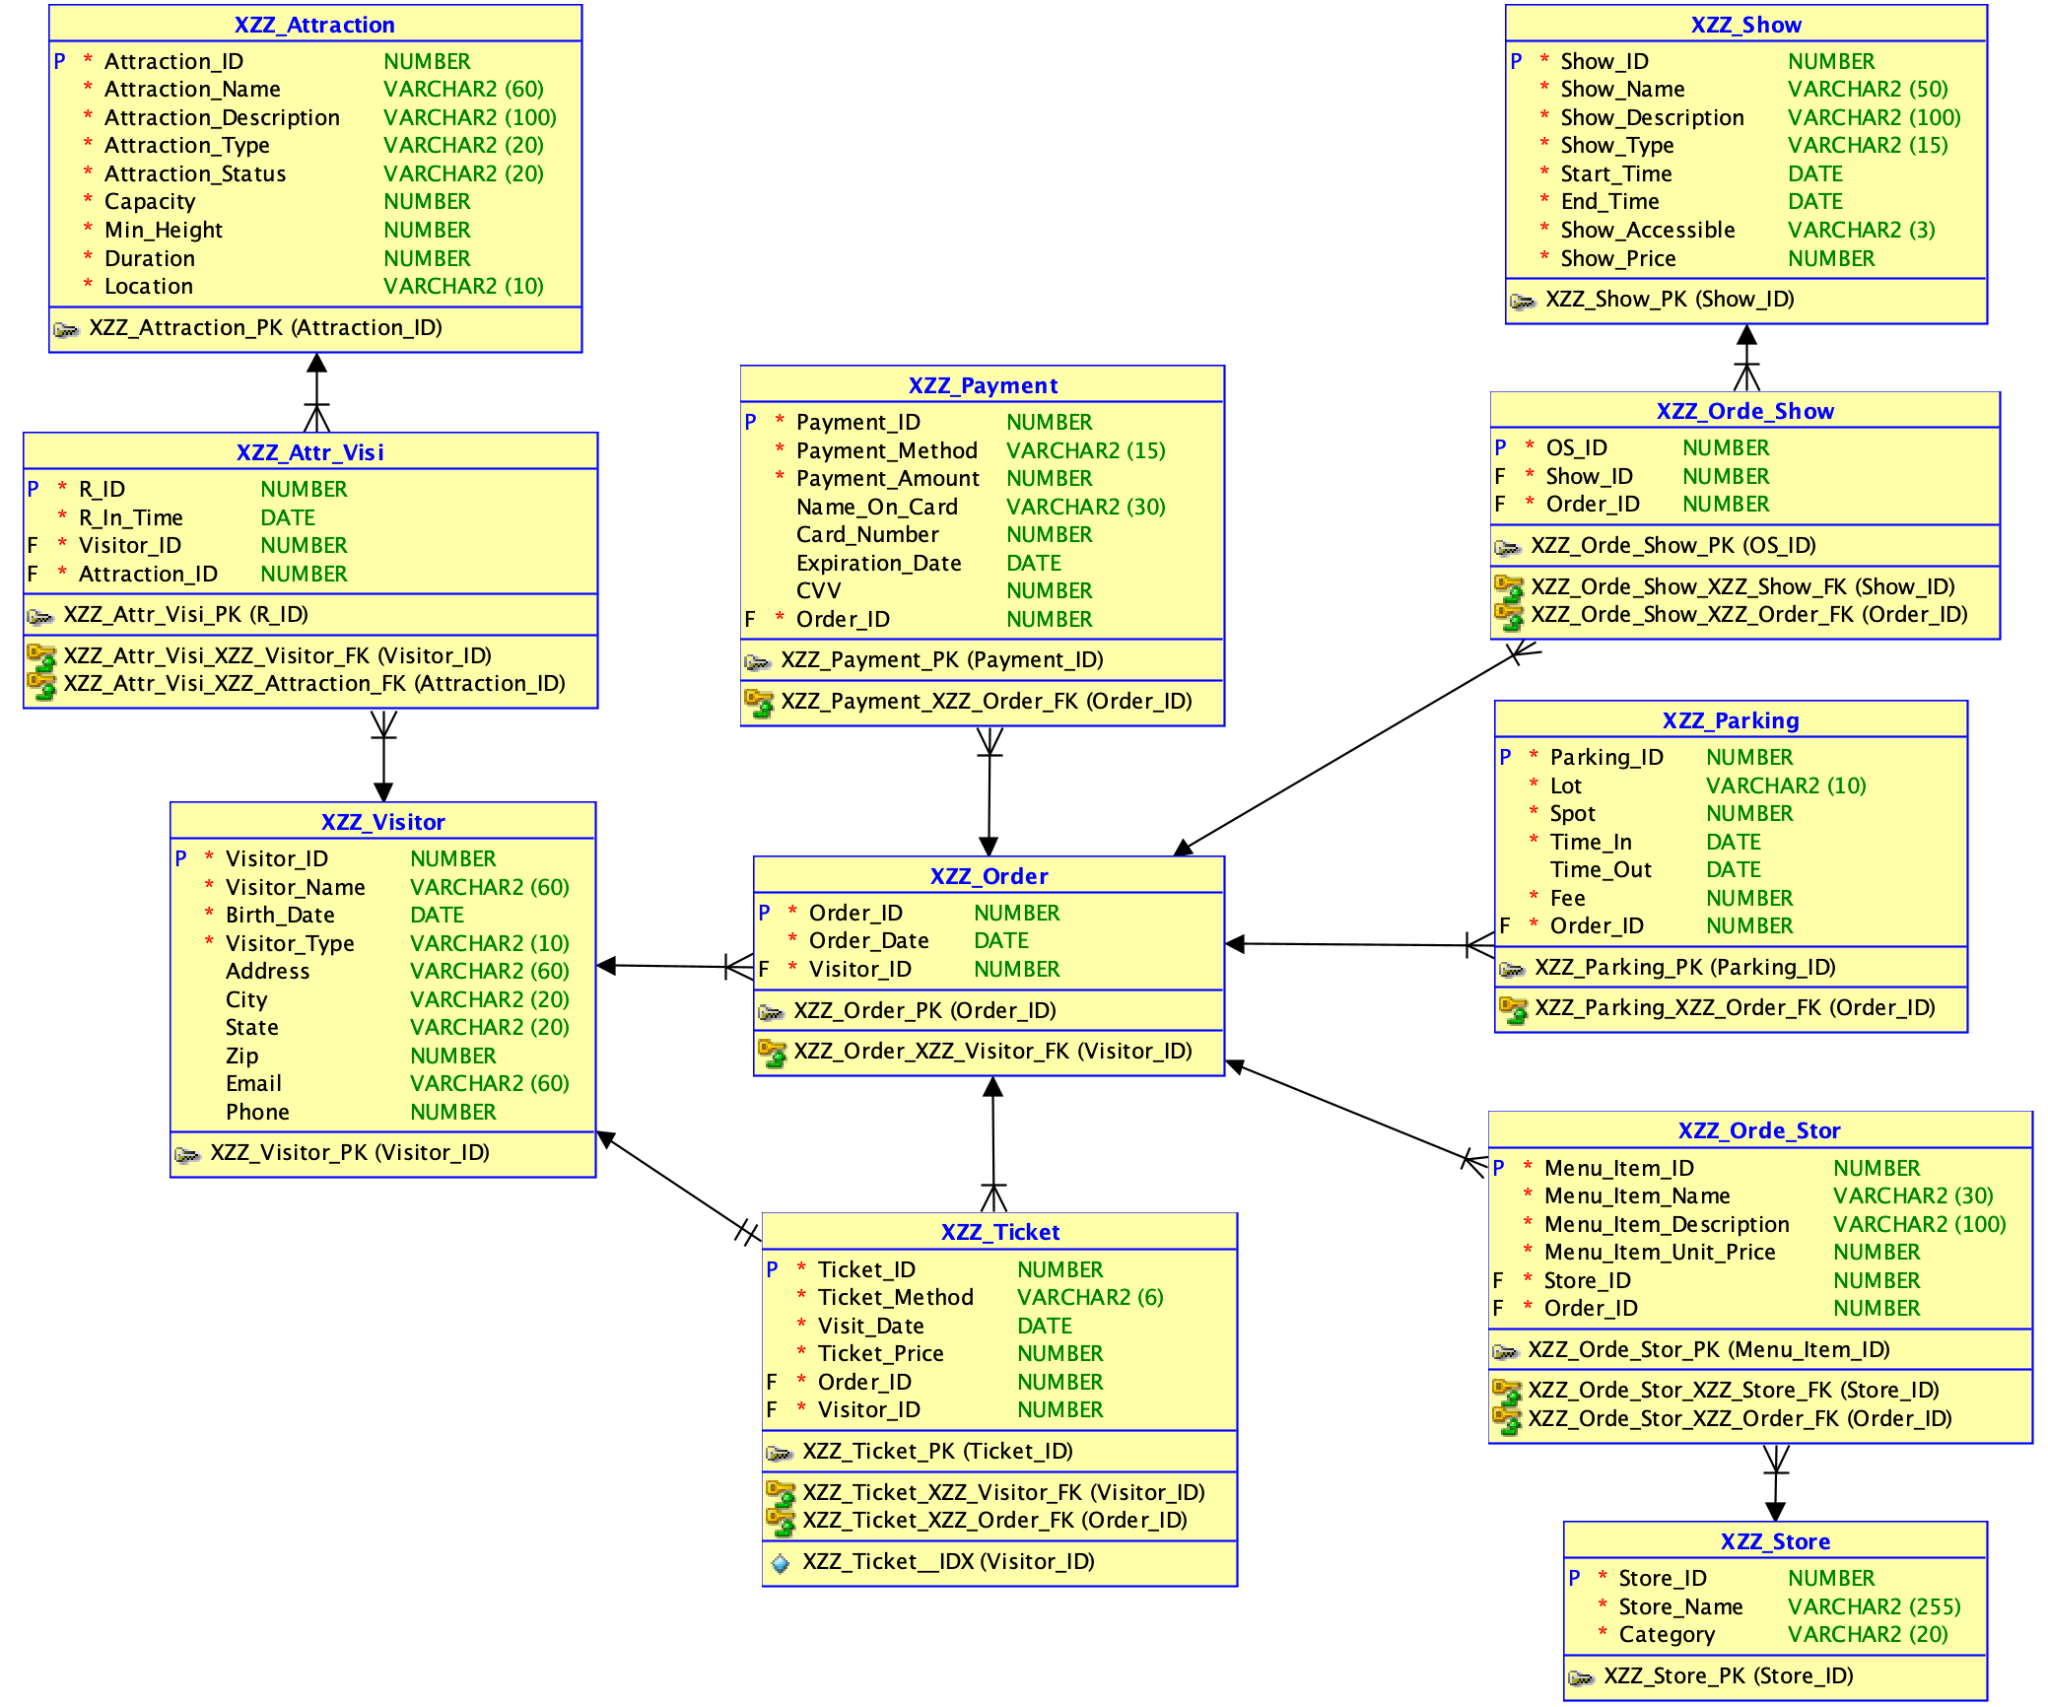 XZZ_Attraction
P * Attraction_ID NUMBER
* Attraction_Name VARCHAR2 (60)
* Attraction_Description VARCHAR2 (100)
* Attraction_Type VARCHAR2 (20)
* Attraction_Status VARCHAR2 (20)
* Capacity NUMBER
* Min_Height NUMBER
* Duration NUMBER
* Location VARCHAR2 (10)
XZZ_Attraction_PK (Attraction_ID)
XZZ_Show
P * Show_ID NUMBER
* Show_Name VARCHAR2 (50)
* Show_Description VARCHAR2 (100)
* Show_Type VARCHAR2 (15)
* Start_Time DATE
* End_Time DATE
* Show_Accessible VARCHAR2 (3)
* Show_Price NUMBER
XZZ_Show_PK (Show_ID)
XZZ_Attr_Visi
P * R_ID NUMBER
* R_In_Time DATE
F * Visitor_ID NUMBER
F * Attraction_ID NUMBER
XZZ_Attr_Visi_PK (R_ID)
XZZ_Attr_Visi_XZZ_Visitor_FK (Visitor_ID)
XZZ_Attr_Visi_XZZ_Attraction_FK (Attraction_ID)
XZZ_Payment
P * Payment_ID NUMBER
* Payment_Method VARCHAR2 (15)
* Payment_Amount NUMBER
Name_On_Card VARCHAR2 (30)
Card_Number NUMBER
Expiration_Date DATE
CVV NUMBER
F * Order_ID NUMBER
XZZ_Payment_PK (Payment_ID)
XZZ_Payment_XZZ_Order_FK (Order_ID)
XZZ_Orde_Show
P * OS_ID NUMBER
F * Show_ID NUMBER
F * Order_ID NUMBER
XZZ_Orde_Show_PK (OS_ID)
XZZ_Orde_Show_XZZ_Show_FK (Show_ID)
XZZ_Orde_Show_XZZ_Order_FK (Order_ID)
XZZ_Parking
P * Parking_ID NUMBER
* Lot VARCHAR2 (10)
* Spot NUMBER
* Time_In DATE
Time_Out DATE
* Fee NUMBER
F * Order_ID NUMBER
XZZ_Parking_PK (Parking_ID)
XZZ_Parking_XZZ_Order_FK (Order_ID)
XZZ_Visitor
P * Visitor_ID NUMBER
* Visitor_Name VARCHAR2 (60)
* Birth_Date DATE
* Visitor_Type VARCHAR2 (10)
Address VARCHAR2 (60)
City VARCHAR2 (20)
State VARCHAR2 (20)
Zip NUMBER
Email VARCHAR2 (60)
Phone NUMBER
XZZ_Visitor_PK (Visitor_ID)
XZZ_Order
P * Order_ID NUMBER
* Order_Date DATE
F * Visitor_ID NUMBER
XZZ_Order_PK (Order_ID)
XZZ_Order_XZZ_Visitor_FK (Visitor_ID)
XZZ_Orde_Stor
P * Menu_Item_ID NUMBER
* Menu_Item_Name VARCHAR2 (30)
* Menu_Item_Description VARCHAR2 (100)
* Menu_Item_Unit_Price NUMBER
F * Store_ID NUMBER
F * Order_ID NUMBER
XZZ_Orde_Stor_PK (Menu_Item_ID)
XZZ_Orde_Stor_XZZ_Store_FK (Store_ID)
XZZ_Orde_Stor_XZZ_Order_FK (Order_ID)
XZZ_Ticket
P * Ticket_ID NUMBER
* Ticket_Method VARCHAR2 (6)
* Visit_Date DATE
* Ticket_Price NUMBER
F * Order_ID NUMBER
F * Visitor_ID NUMBER
XZZ_Ticket_PK (Ticket_ID)
XZZ_Ticket_XZZ_Visitor_FK (Visitor_ID)
XZZ_Ticket_XZZ_Order_FK (Order_ID)
XZZ_Ticket__IDX (Visitor_ID)
XZZ_Store
P * Store_ID NUMBER
* Store_Name VARCHAR2 (255)
* Category VARCHAR2 (20)
XZZ_Store_PK (Store_ID)